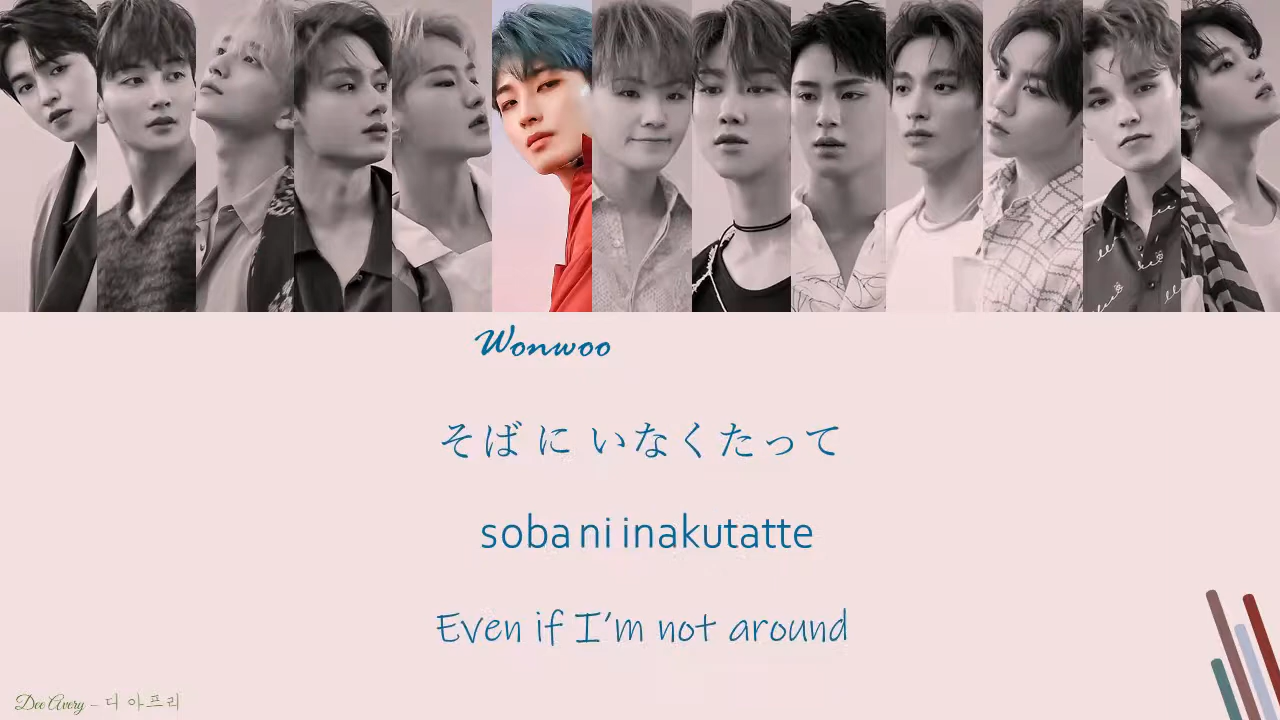 Wonwoo
そば に いなくたって
soba ni inakutatte
Even if I'm not around
Dee Avery – 디 아프리